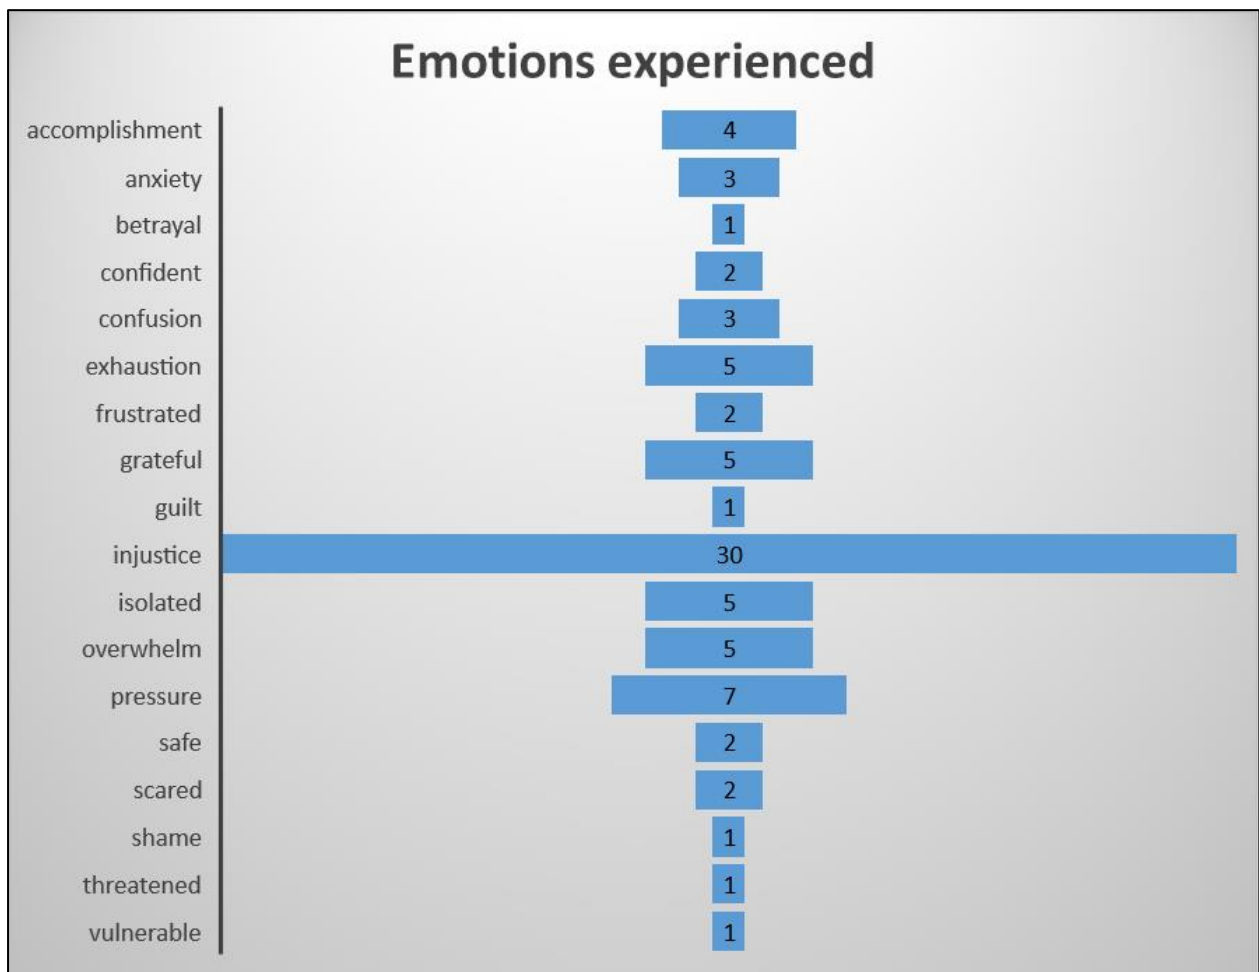 Emotions experienced
accomplishment 4
anxiety 3
betrayal 1
confident 2
confusion 3
exhaustion 5
frustrated 2
grateful 5
guilt 1
injustice 30
isolated 5
overwhelm 5
pressure 7
safe 2
scared 2
shame 1
threatened 1
vulnerable 1